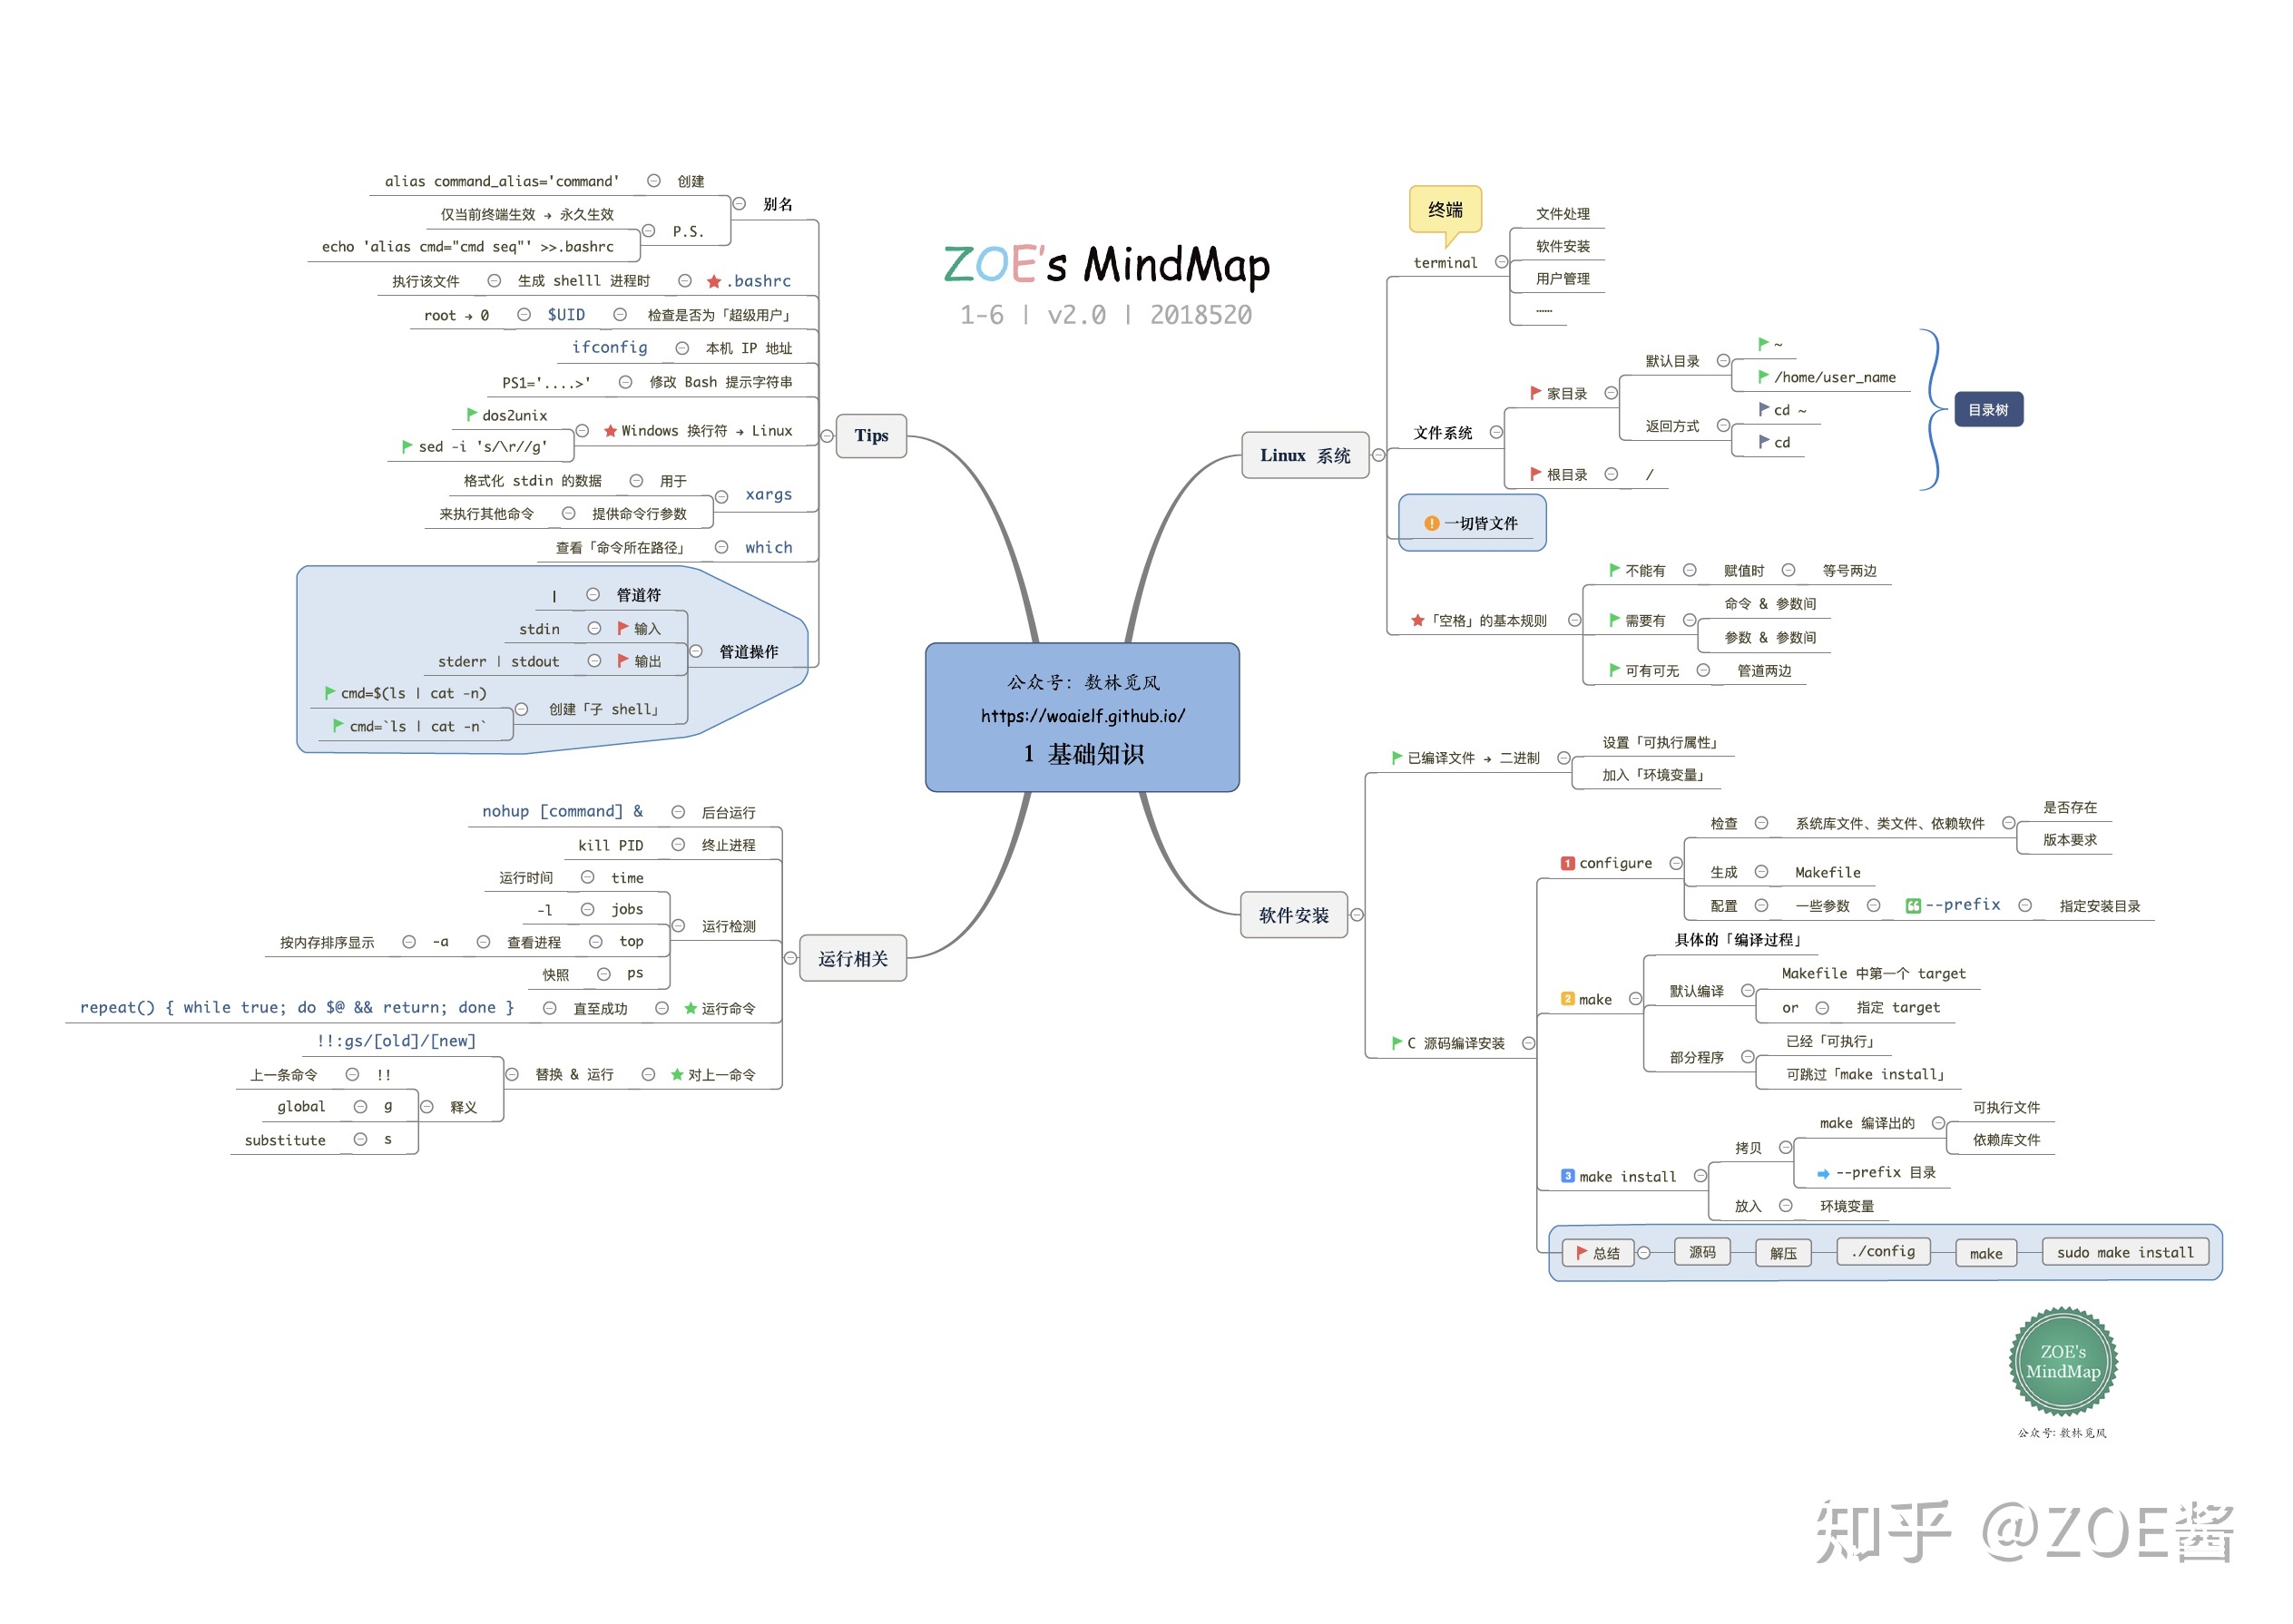 ZOE's MindMap
1-6 | v2.0 | 2018520
公众号：数林觅风
https://woaielf.github.io/
1 基础知识
Linux 系统
终端
terminal
文件处理
软件安装
用户管理
……
文件系统
家目录
默认目录
~
/home/user_name
返回方式
cd ~
cd
根目录
/
目录树
一切皆文件
「空格」的基本规则
不能有
赋值时
等号两边
需要有
命令 & 参数间
参数 & 参数间
可有可无
管道两边
软件安装
已编译文件 → 二进制
设置「可执行属性」
加入「环境变量」
C 源码编译安装
1 configure
检查
系统库文件、类文件、依赖软件
是否存在
版本要求
生成
Makefile
配置
一些参数
--prefix
指定安装目录
2 make
具体的「编译过程」
默认编译
Makefile 中第一个 target
or
指定 target
部分程序
已经「可执行」
可跳过「make install」
3 make install
拷贝
make 编译出的
可执行文件
依赖库文件
--prefix 目录
放入
环境变量
总结
源码
解压
./config
make
sudo make install
Tips
别名
创建
alias command_alias='command'
P.S.
仅当前终端生效 → 永久生效
echo 'alias cmd="cmd seq"' >>.bashrc
.bashrc
生成 shelll 进程时
执行该文件
检查是否为「超级用户」
$UID
root → 0
本机 IP 地址
ifconfig
修改 Bash 提示字符串
PS1='....>'
Windows 换行符 → Linux
dos2unix
sed -i 's/\r//g'
xargs
用于
格式化 stdin 的数据
提供命令行参数
来执行其他命令
which
查看「命令所在路径」
管道操作
管道符
|
输入
stdin
输出
stderr | stdout
创建「子 shell」
cmd=$(ls | cat -n)
cmd=`ls | cat -n`
运行相关
后台运行
nohup [command] &
终止进程
kill PID
运行检测
time
运行时间
jobs
-l
top
查看进程
-a
按内存排序显示
ps
快照
运行命令
直至成功
repeat() { while true; do $@ && return; done }
对上一命令
替换 & 运行
!!:gs/[old]/[new]
释义
!!
上一条命令
g
global
s
substitute
ZOE's
MindMap
公众号：数林觅风
知乎 @ZOE酱